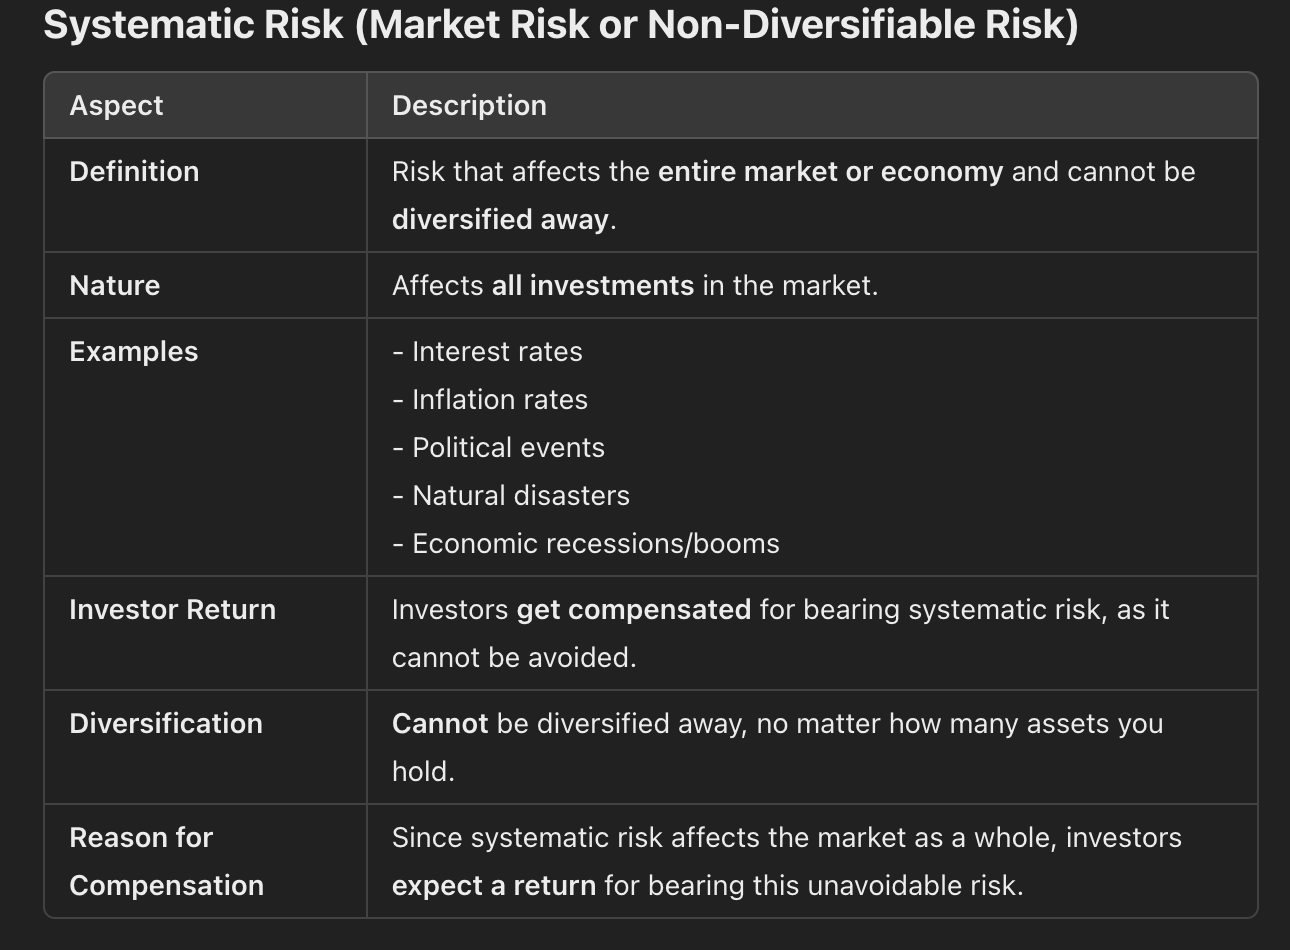 Systematic Risk (Market Risk or Non-Diversifiable Risk)
Aspect
Description
Definition
Risk that affects the entire market or economy and cannot be
diversified away.
Nature
Affects all investments in the market.
Examples
- Interest rates
- Inflation rates
- Political events
- Natural disasters
- Economic recessions/booms
Investor Return
Investors get compensated for bearing systematic risk, as it
cannot be avoided.
Diversification
Cannot be diversified away, no matter how many assets you
hold.
Reason for
Compensation
Since systematic risk affects the market as a whole, investors
expect a return for bearing this unavoidable risk.